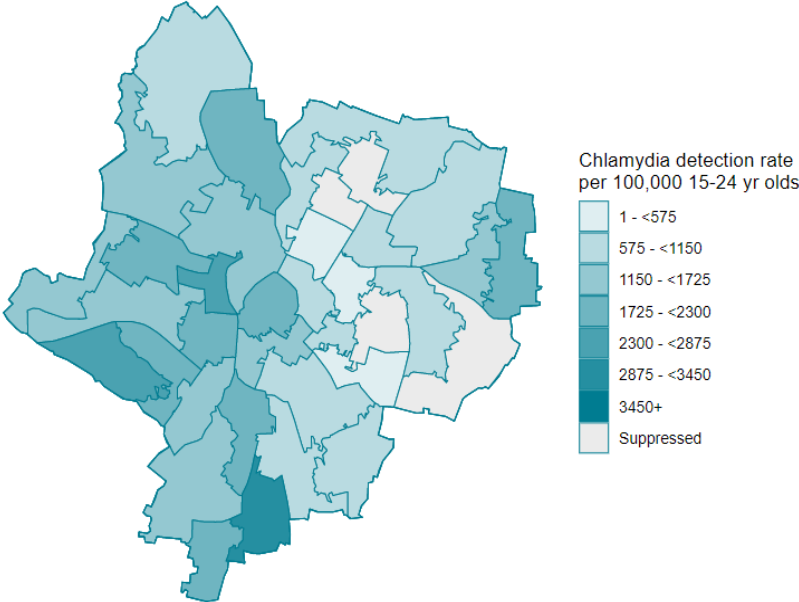 Chlamydia detection rate
per 100,000 15-24 yr olds
1 - <575
575 - <1150
1150 - <1725
1725 - <2300
2300 - <2875
2875 - <3450
3450+
Suppressed